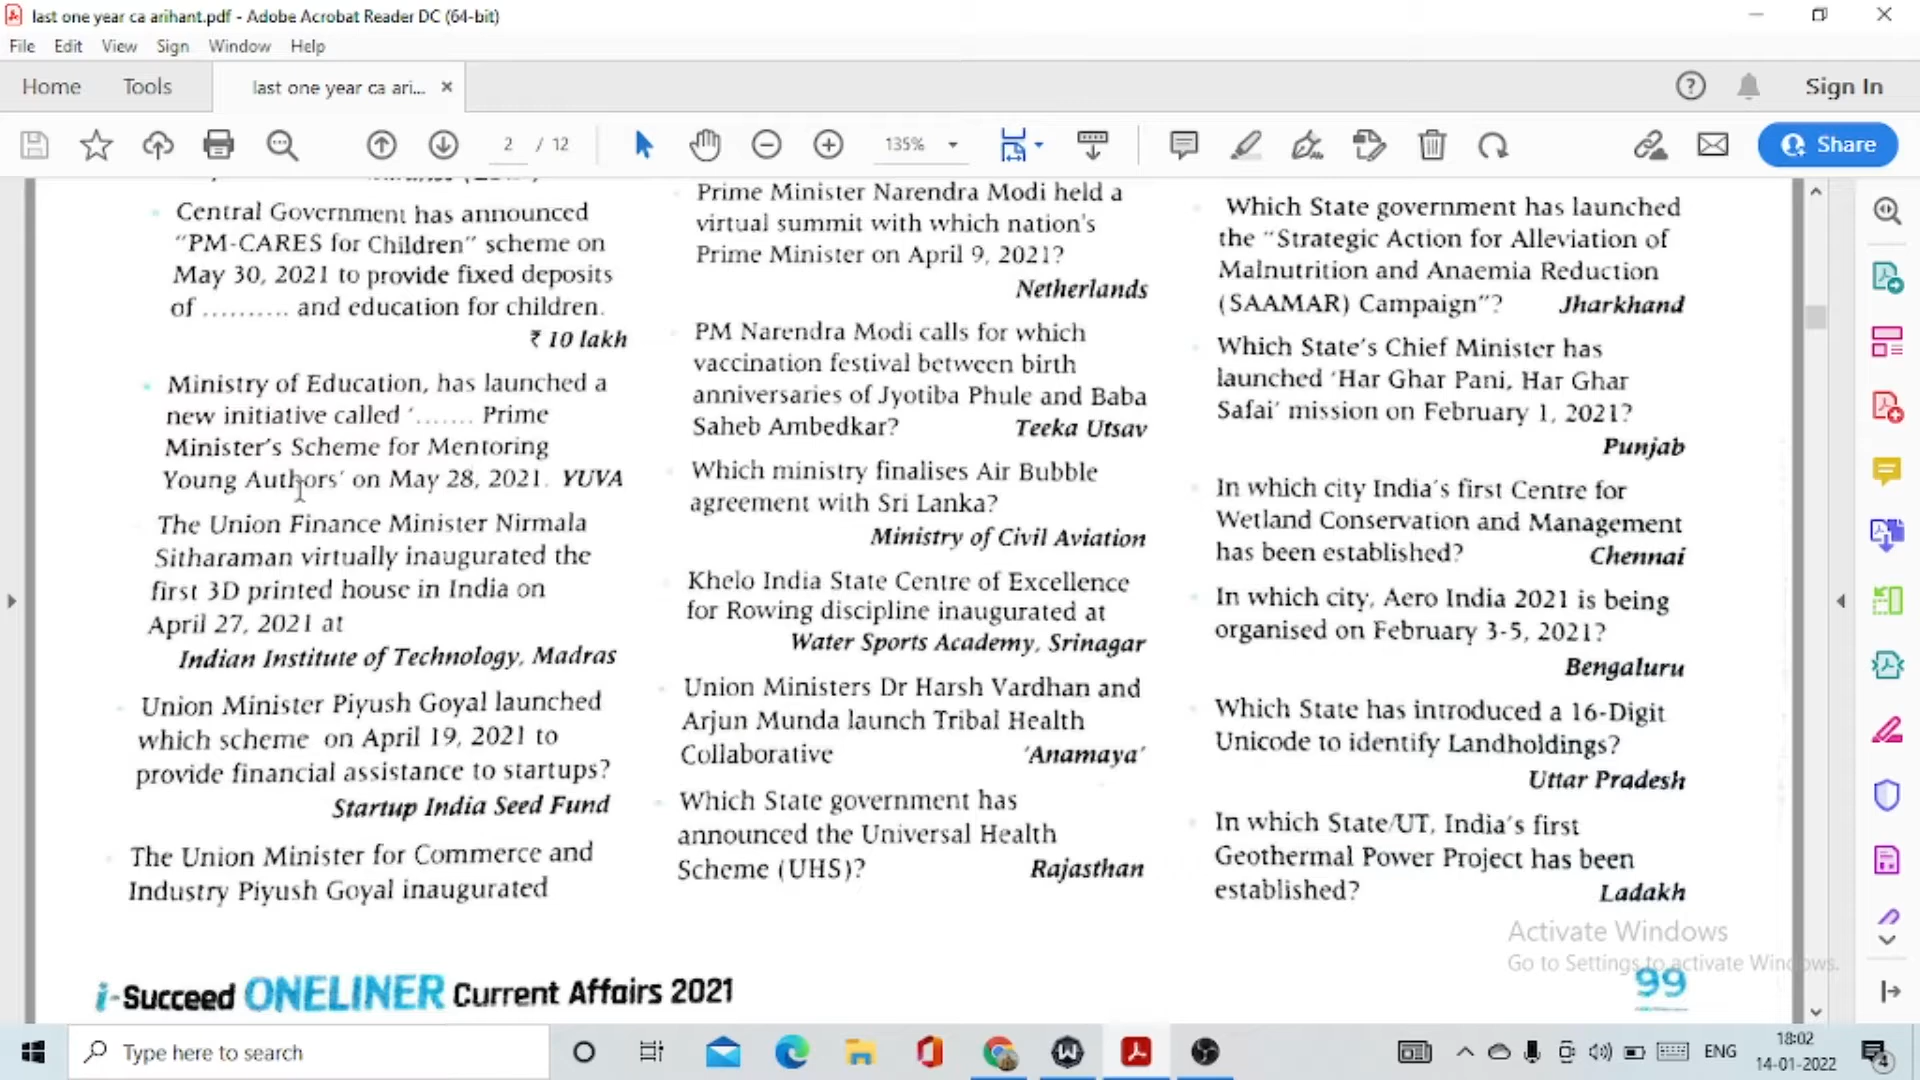 last one year ca arihant.pdf - Adobe Acrobat Reader DC (64-bit)
File Edit View Sign Window Help
Home Tools last one year ca ari... × Sign In
2 / 12 135% Share
Central Government has announced
“PM-CARES for Children” scheme on
May 30, 2021 to provide fixed deposits
of .......... and education for children.
₹ 10 lakh
Ministry of Education, has launched a
new initiative called ‘....... Prime
Minister’s Scheme for Mentoring
Young Authors’ on May 28, 2021. YUVA
The Union Finance Minister Nirmala
Sitharaman virtually inaugurated the
first 3D printed house in India on
April 27, 2021 at
Indian Institute of Technology, Madras
Union Minister Piyush Goyal launched
which scheme on April 19, 2021 to
provide financial assistance to startups?
Startup India Seed Fund
The Union Minister for Commerce and
Industry Piyush Goyal inaugurated
Prime Minister Narendra Modi held a
virtual summit with which nation's
Prime Minister on April 9, 2021?
Netherlands
PM Narendra Modi calls for which
vaccination festival between birth
anniversaries of Jyotiba Phule and Baba
Saheb Ambedkar? Teeka Utsav
Which ministry finalises Air Bubble
agreement with Sri Lanka?
Ministry of Civil Aviation
Khelo India State Centre of Excellence
for Rowing discipline inaugurated at
Water Sports Academy, Srinagar
Union Ministers Dr Harsh Vardhan and
Arjun Munda launch Tribal Health
Collaborative ‘Anamaya’
Which State government has
announced the Universal Health
Scheme (UHS)? Rajasthan
Which State government has launched
the “Strategic Action for Alleviation of
Malnutrition and Anaemia Reduction
(SAAMAR) Campaign”? Jharkhand
Which State’s Chief Minister has
launched ‘Har Ghar Pani, Har Ghar
Safai’ mission on February 1, 2021?
Punjab
In which city India’s first Centre for
Wetland Conservation and Management
has been established? Chennai
In which city, Aero India 2021 is being
organised on February 3-5, 2021?
Bengaluru
Which State has introduced a 16-Digit
Unicode to identify Landholdings?
Uttar Pradesh
In which State/UT, India’s first
Geothermal Power Project has been
established? Ladakh
Activate Windows
Go to Settings to activate Windows.
i-Succeed ONELINER Current Affairs 2021 99
Type here to search
ENG
18:02
14-01-2022
4